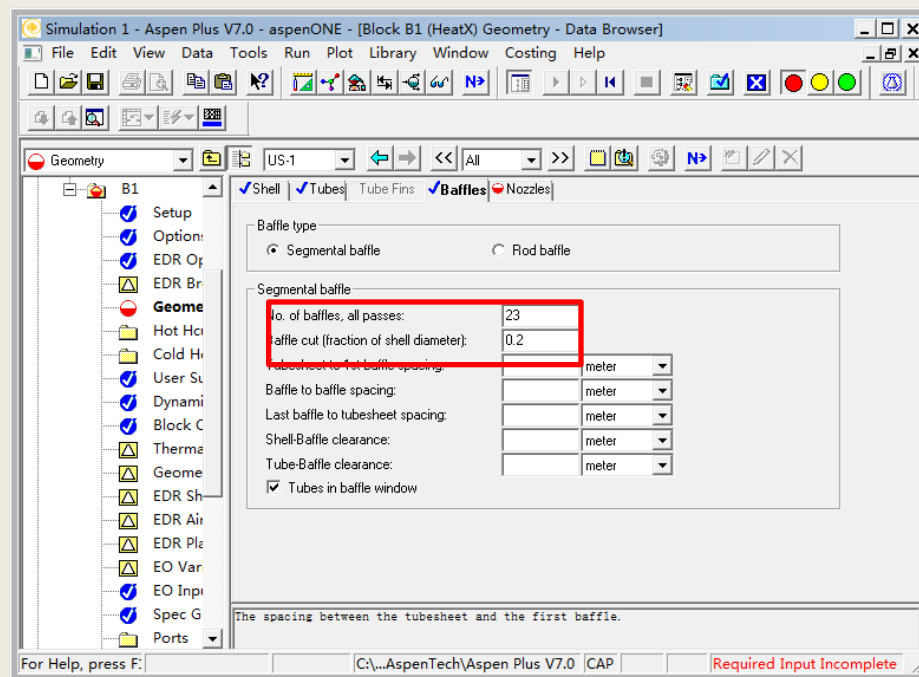 Simulation 1 - Aspen Plus V7.0 - aspenONE - [Block B1 (HeatX) Geometry - Data Browser]
File Edit View Data Tools Run Plot Library Window Costing Help
N>
Geometry US-1 << All >> N>
B1
Setup
Option
EDR Op
EDR Br
Geome
Hot Hcu
Cold H
User Su
Dynami
Block C
Therma
Geome
EDR Sh
EDR Air
EDR Pla
EO Vari
EO Inpu
Spec G
Ports
Shell Tubes Tube Fins Baffles Nozzles
Baffle type
Segmental baffle Rod baffle
Segmental baffle
No. of baffles, all passes: 23
Baffle cut (fraction of shell diameter): 0.2
Tubesheet to 1st baffle spacing: meter
Baffle to baffle spacing: meter
Last baffle to tubesheet spacing: meter
Shell-Baffle clearance: meter
Tube-Baffle clearance: meter
Tubes in baffle window
The spacing between the tubesheet and the first baffle.
For Help, press F: C:\...AspenTech\Aspen Plus V7.0 CAP Required Input Incomplete